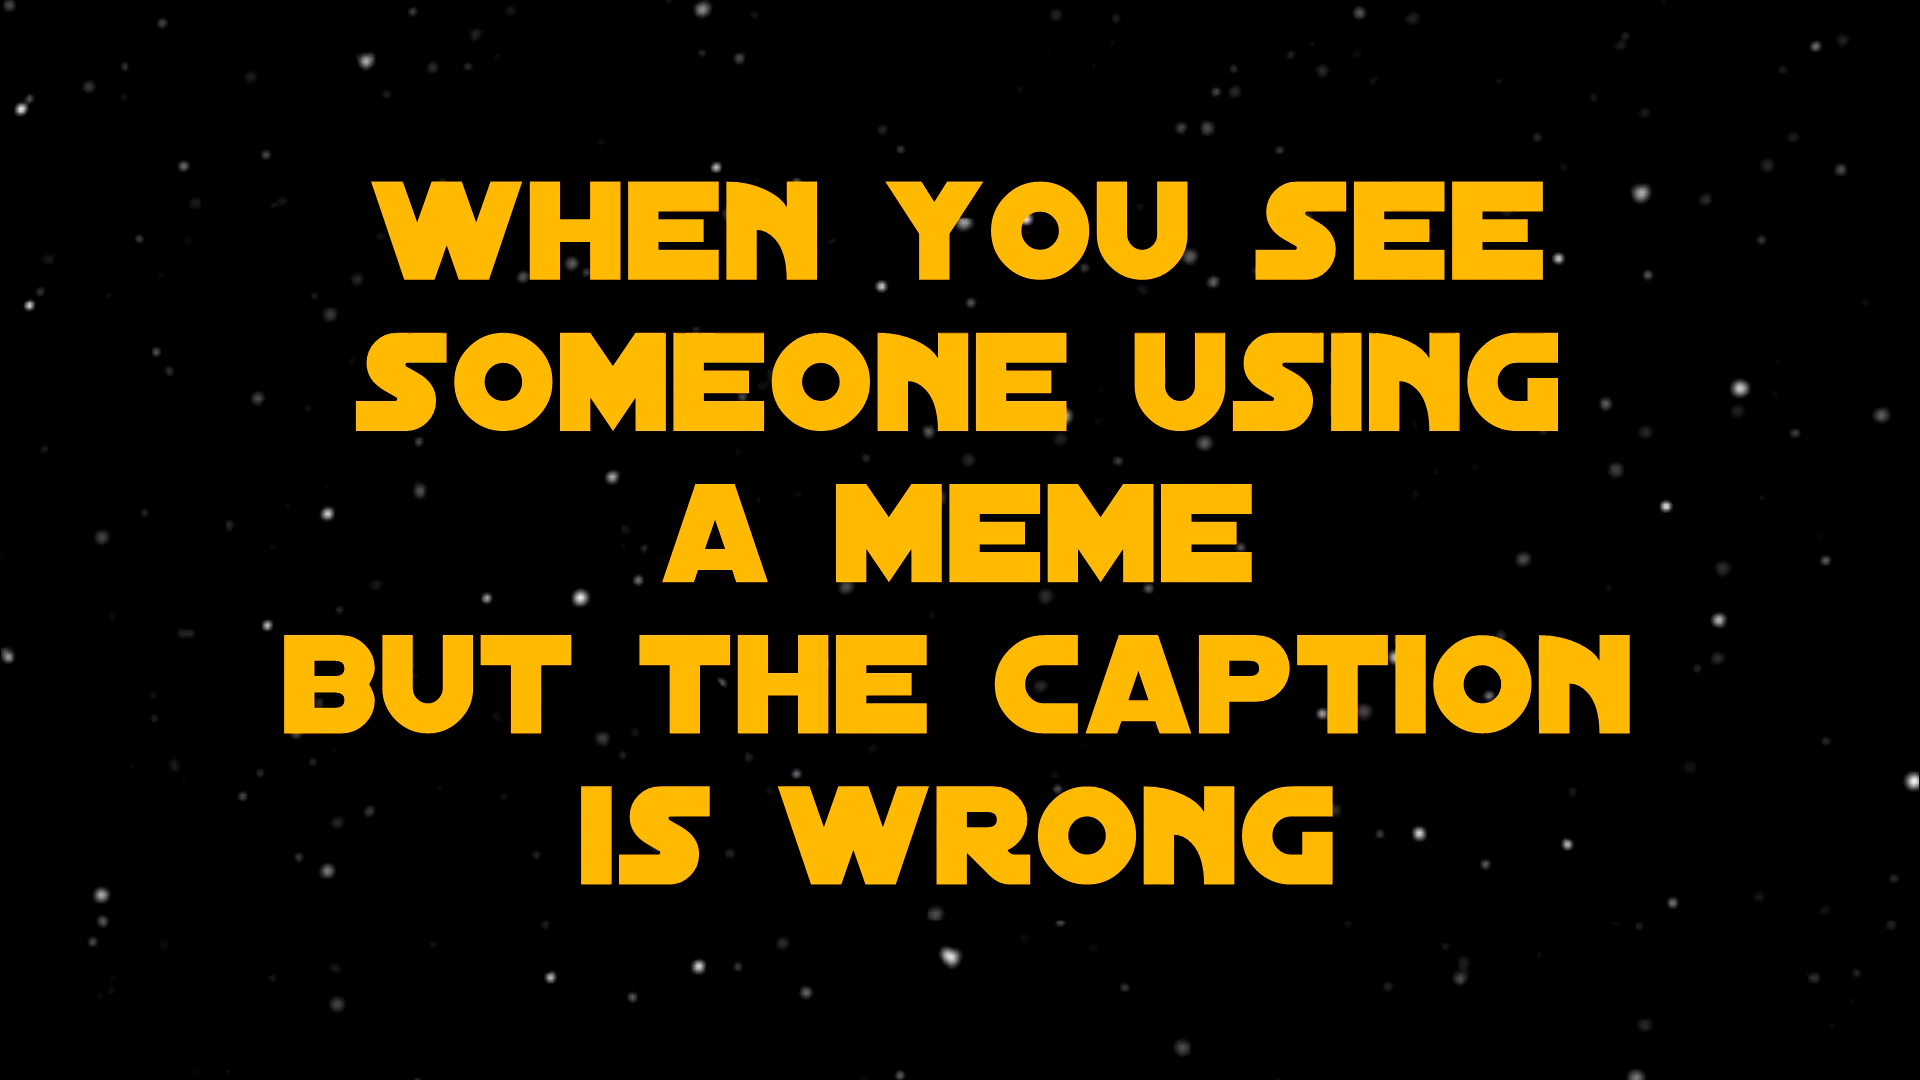 WHEN YOU SEE
SOMEONE USING
A MEME
BUT THE CAPTION
IS WRONG